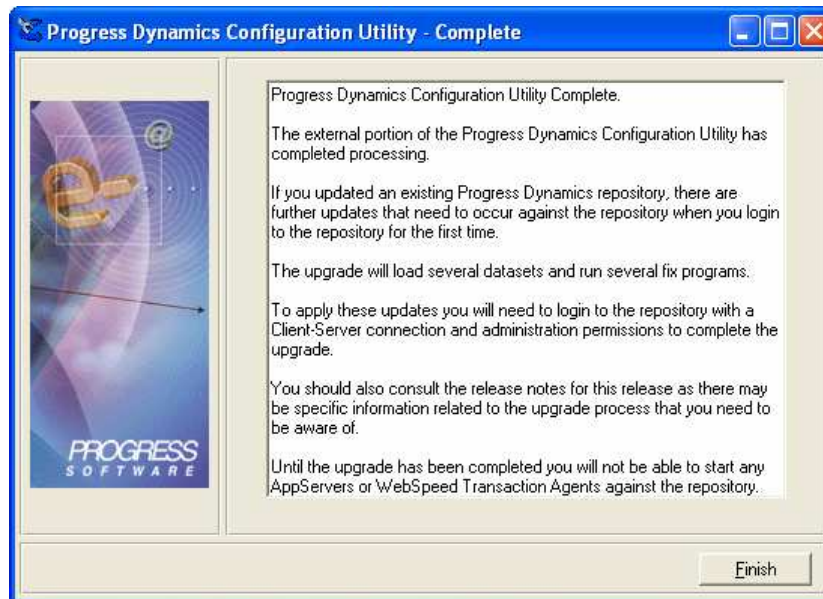 Progress Dynamics Configuration Utility - Complete
@
e-
PROGRESS
SOFTWARE
Progress Dynamics Configuration Utility Complete.
The external portion of the Progress Dynamics Configuration Utility has
completed processing.
If you updated an existing Progress Dynamics repository, there are
further updates that need to occur against the repository when you login
to the repository for the first time.
The upgrade will load several datasets and run several fix programs.
To apply these updates you will need to login to the repository with a
Client-Server connection and administration permissions to complete the
upgrade.
You should also consult the release notes for this release as there may
be specific information related to the upgrade process that you need to
be aware of.
Until the upgrade has been completed you will not be able to start any
AppServers or WebSpeed Transaction Agents against the repository.
Finish